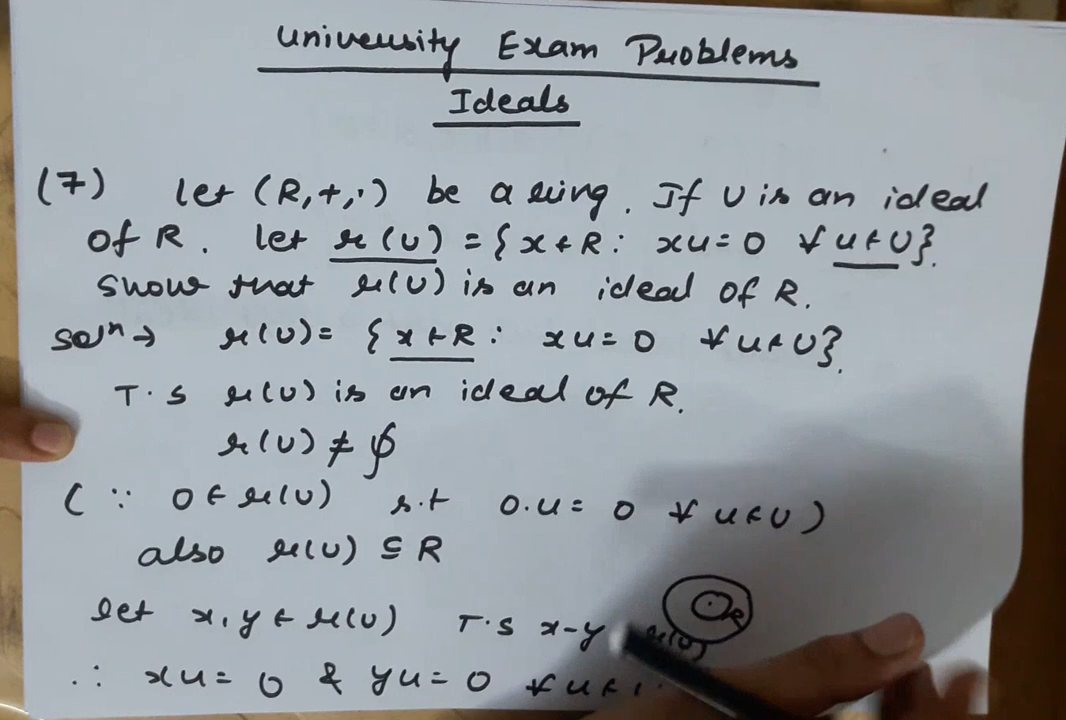 University Exam Problems
Ideals
(7) let (R,+,·) be a ring. If U is an ideal
of R. let r(U) = {x ∈ R : xu = 0 ∀ u ∈ U}.
Show that r(U) is an ideal of R.
Solⁿ → r(U) = {x ∈ R : xu = 0 ∀ u ∈ U}.
T.S r(U) is an ideal of R.
r(U) ≠ ϕ
( ∵ 0 ∈ r(U) s.t 0.u = 0 ∀ u ∈ U )
also r(U) ⊆ R
let x, y ∈ r(U) T.S x-y r(U)
R
∴ xu = 0 & yu = 0 ∀ u ∈